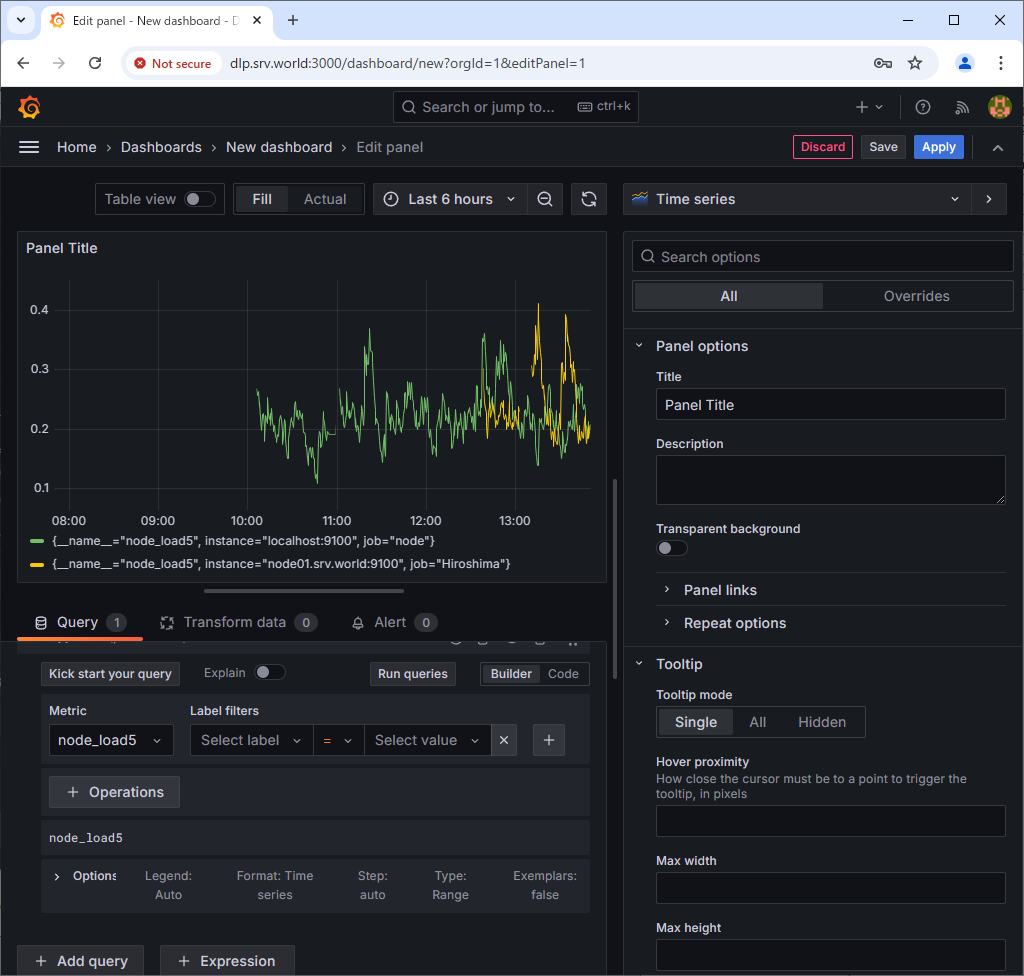 Edit panel - New dashboard - D
Not secure
dlp.srv.world:3000/dashboard/new?orgId=1&editPanel=1
Search or jump to... ctrl+k
Home › Dashboards › New dashboard › Edit panel
Discard Save Apply
Table view Fill Actual Last 6 hours
Time series
Panel Title
0.4
0.3
0.2
0.1
08:00 09:00 10:00 11:00 12:00 13:00
{__name__="node_load5", instance="localhost:9100", job="node"}
{__name__="node_load5", instance="node01.srv.world:9100", job="Hiroshima"}
Query 1 Transform data 0 Alert 0
Kick start your query Explain Run queries Builder Code
Metric Label filters
node_load5 Select label = Select value
+ Operations
node_load5
Options Legend: Auto Format: Time series Step: auto Type: Range Exemplars: false
+ Add query + Expression
Search options
All Overrides
Panel options
Title
Panel Title
Description
Transparent background
Panel links
Repeat options
Tooltip
Tooltip mode
Single All Hidden
Hover proximity
How close the cursor must be to a point to trigger the
tooltip, in pixels
Max width
Max height